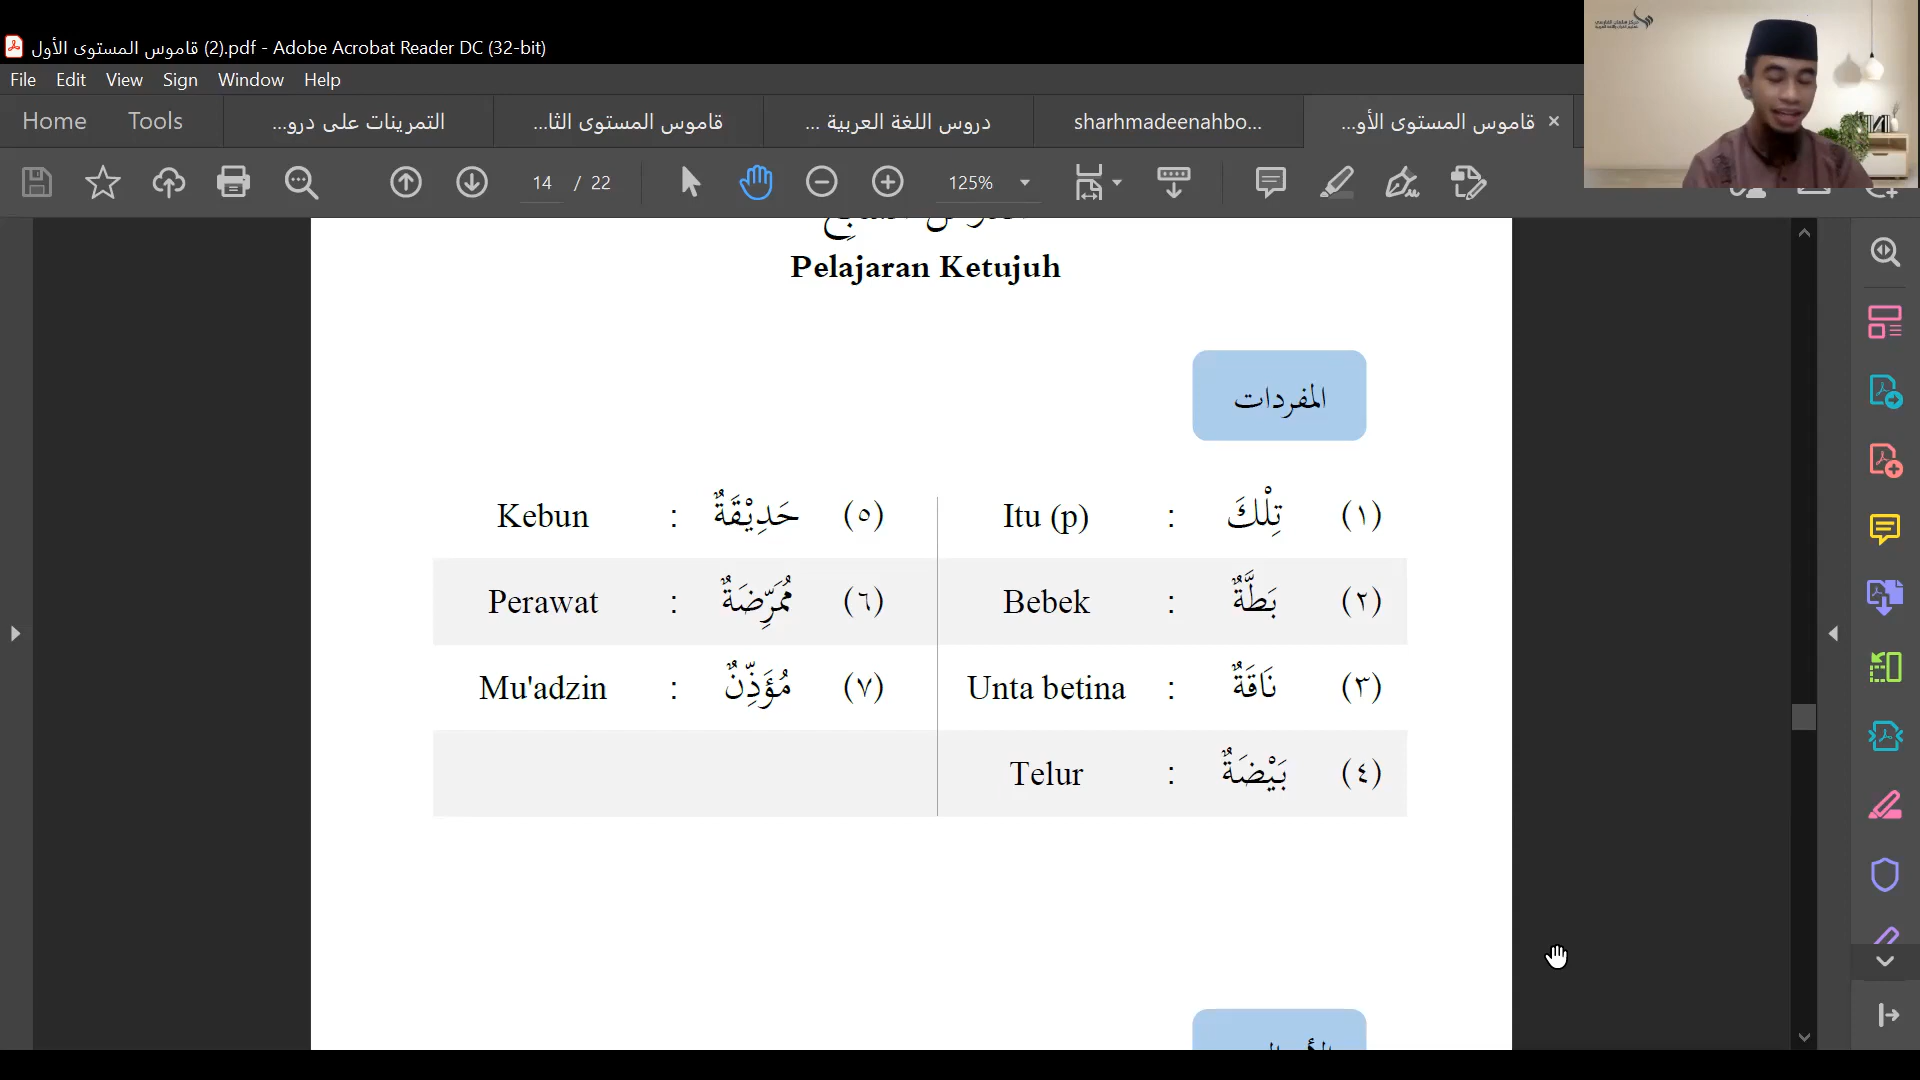 قاموس المستوى الأول (2).pdf - Adobe Acrobat Reader DC (32-bit)
File Edit View Sign Window Help
Home Tools التمرينات على درو... قاموس المستوى الثا... دروس اللغة العربية ... sharhmadeenahbo... قاموس المستوى الأو...
14 / 22 125%
Pelajaran Ketujuh
المفردات
(١) تِلْكَ : Itu (p)
(٢) بَطَّةٌ : Bebek
(٣) نَاقَةٌ : Unta betina
(٤) بَيْضَةٌ : Telur
(٥) حَدِيْقَةٌ : Kebun
(٦) مُمَرِّضَةٌ : Perawat
(٧) مُؤَذِّنٌ : Mu'adzin